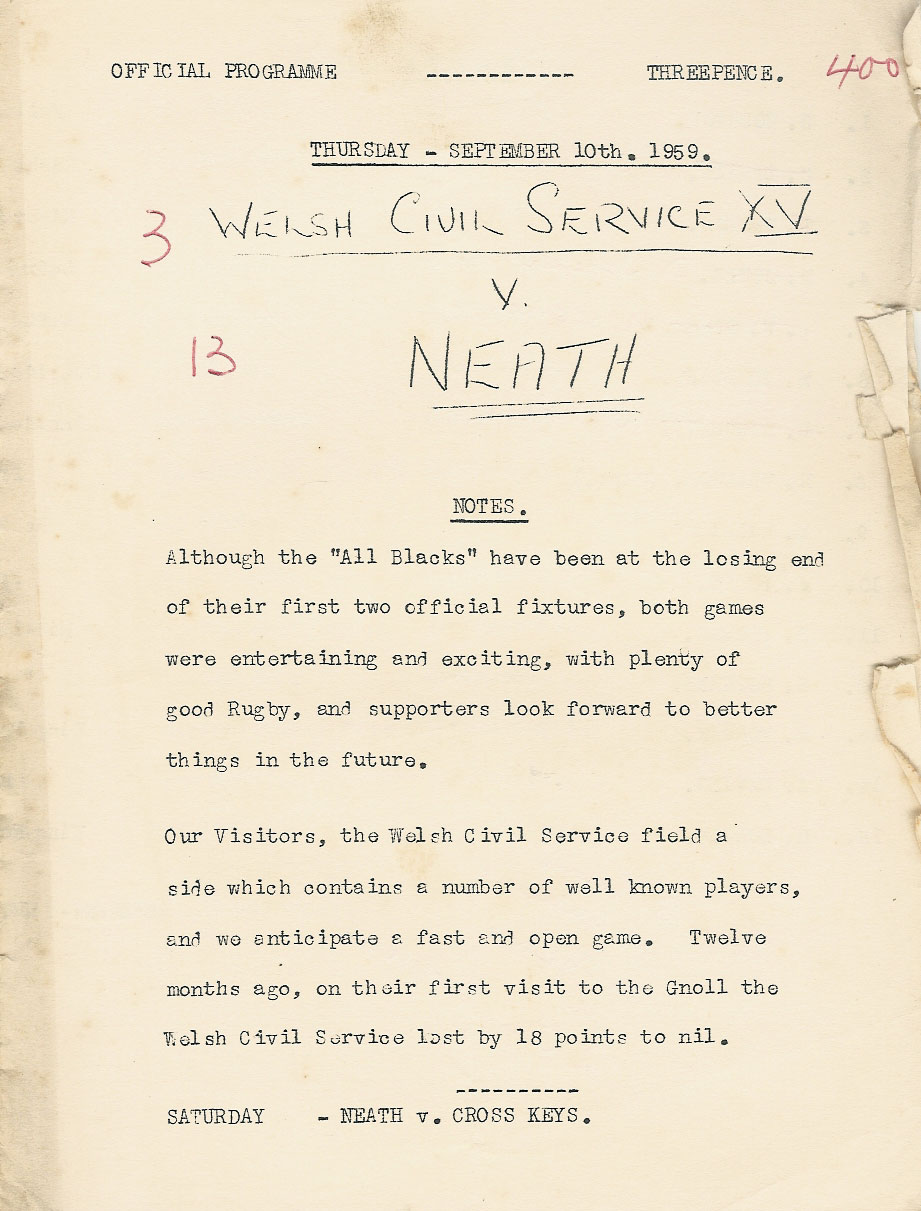 OFFICIAL PROGRAMME ------------ THREEPENCE. 400
THURSDAY - SEPTEMBER 10th. 1959.
3 WELSH CIVIL SERVICE XV
V.
13 NEATH
NOTES.
Although the "All Blacks" have been at the losing end
of their first two official fixtures, both games
were entertaining and exciting, with plenty of
good Rugby, and supporters look forward to better
things in the future.
Our Visitors, the Welsh Civil Service field a
side which contains a number of well known players,
and we anticipate a fast and open game. Twelve
months ago, on their first visit to the Gnoll the
Welsh Civil Service lost by 18 points to nil.
----------
SATURDAY - NEATH v. CROSS KEYS.